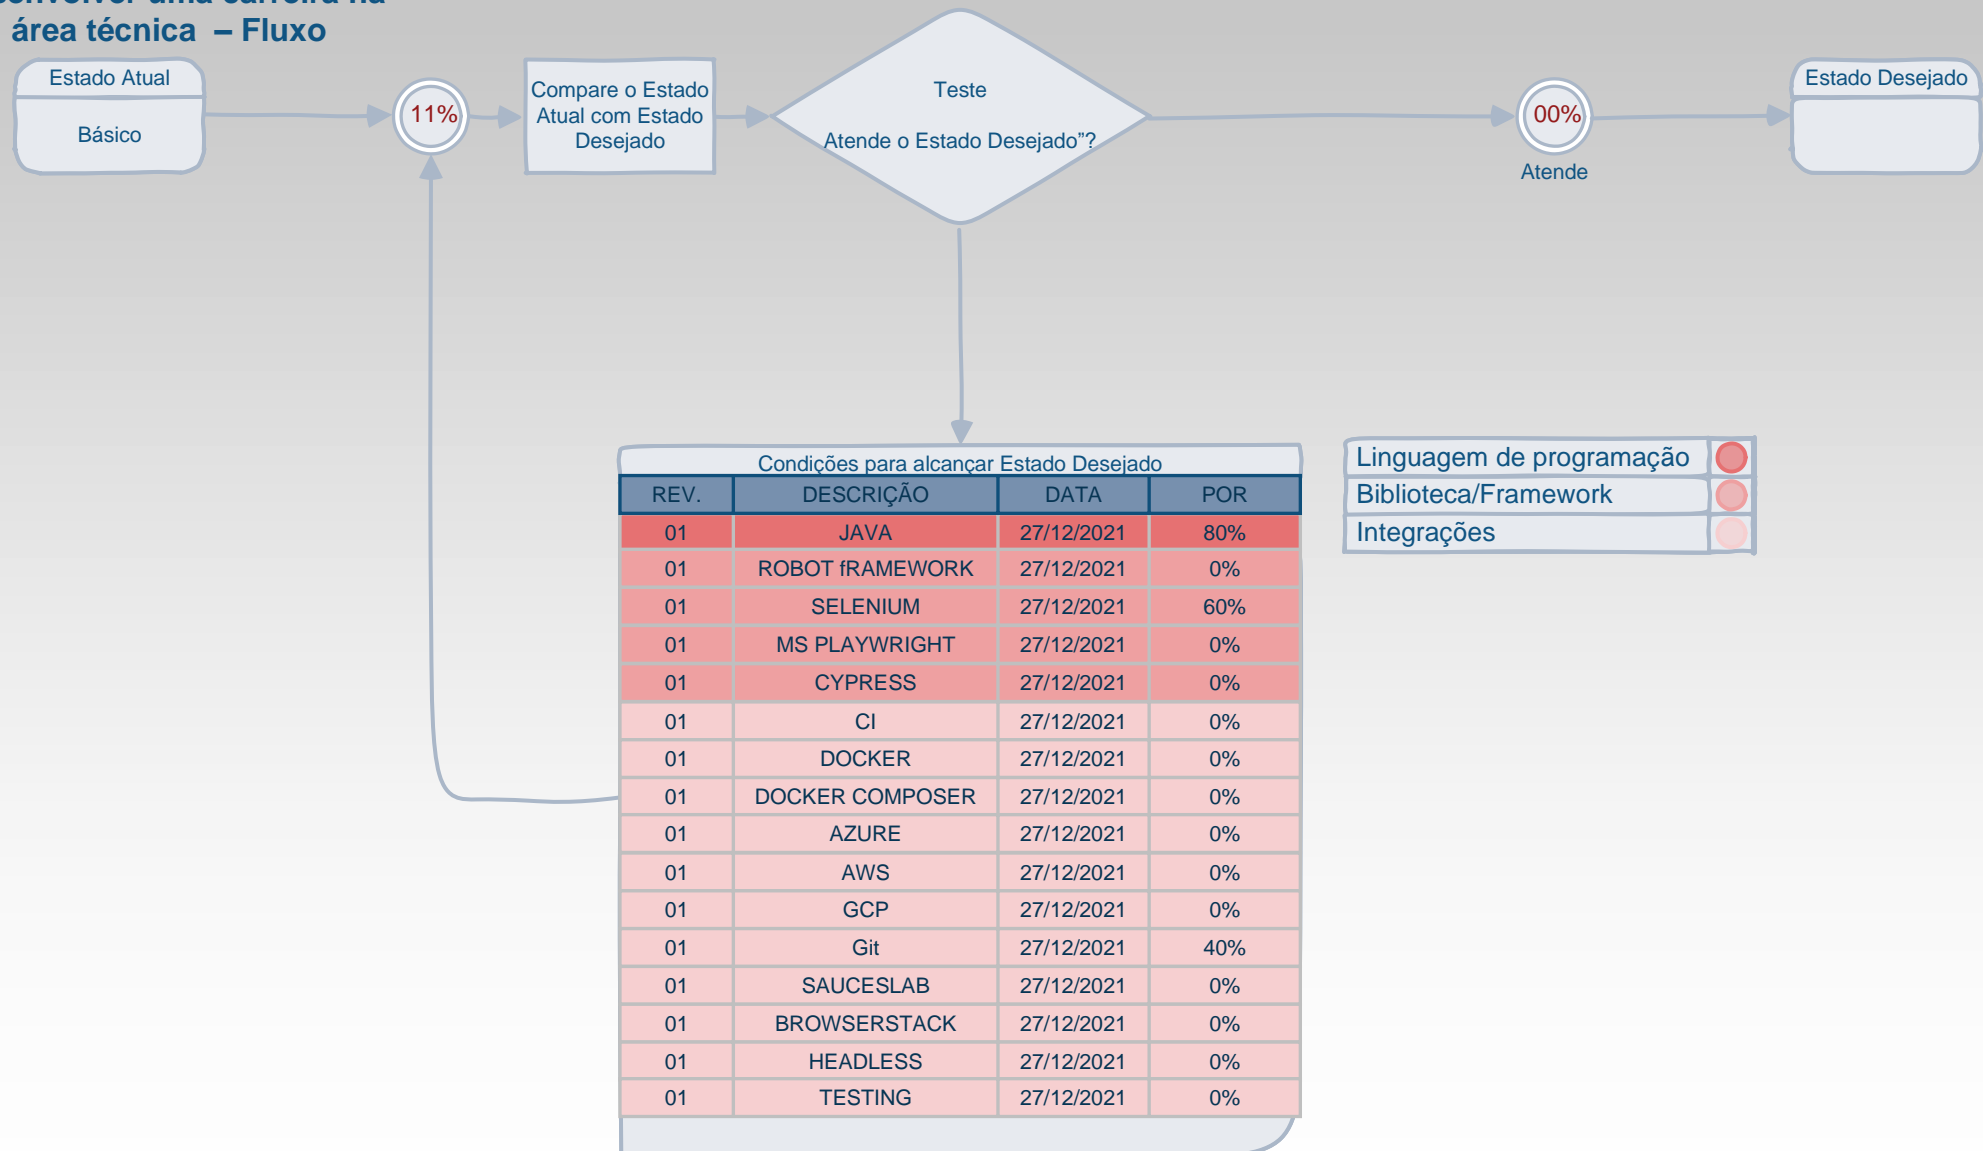 senvolver uma carreira na
área técnica – Fluxo
Estado Atual
Básico
11%
Compare o Estado
Atual com Estado
Desejado
Teste
Atende o Estado Desejado”?
00%
Atende
Estado Desejado
Condições para alcançar Estado Desejado
REV. DESCRIÇÃO DATA POR
01 JAVA 27/12/2021 80%
01 ROBOT fRAMEWORK 27/12/2021 0%
01 SELENIUM 27/12/2021 60%
01 MS PLAYWRIGHT 27/12/2021 0%
01 CYPRESS 27/12/2021 0%
01 CI 27/12/2021 0%
01 DOCKER 27/12/2021 0%
01 DOCKER COMPOSER 27/12/2021 0%
01 AZURE 27/12/2021 0%
01 AWS 27/12/2021 0%
01 GCP 27/12/2021 0%
01 Git 27/12/2021 40%
01 SAUCESLAB 27/12/2021 0%
01 BROWSERSTACK 27/12/2021 0%
01 HEADLESS 27/12/2021 0%
01 TESTING 27/12/2021 0%
Linguagem de programação
Biblioteca/Framework
Integrações